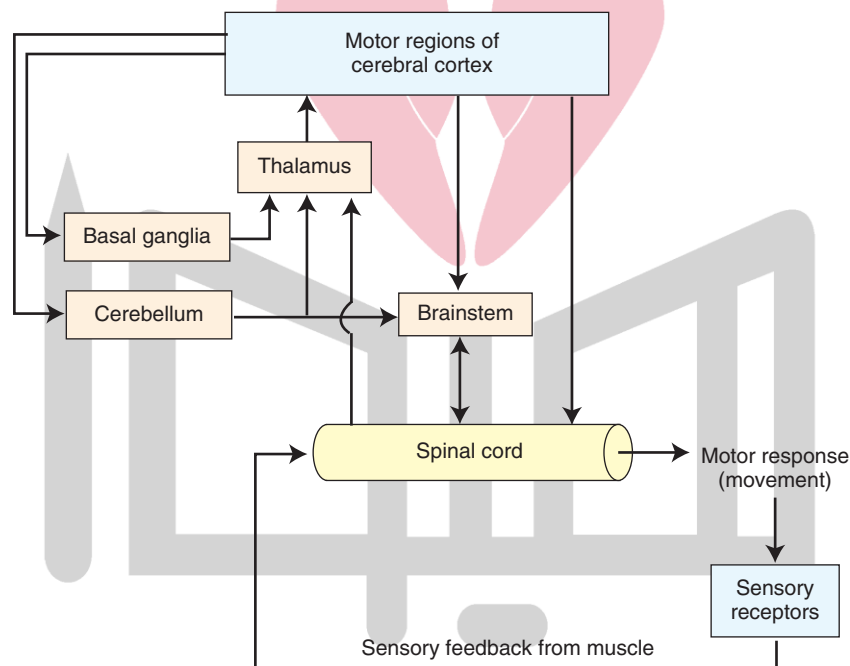 Motor regions of
cerebral cortex
Thalamus
Basal ganglia
Cerebellum
Brainstem
Spinal cord
Motor response
(movement)
Sensory
receptors
Sensory feedback from muscle